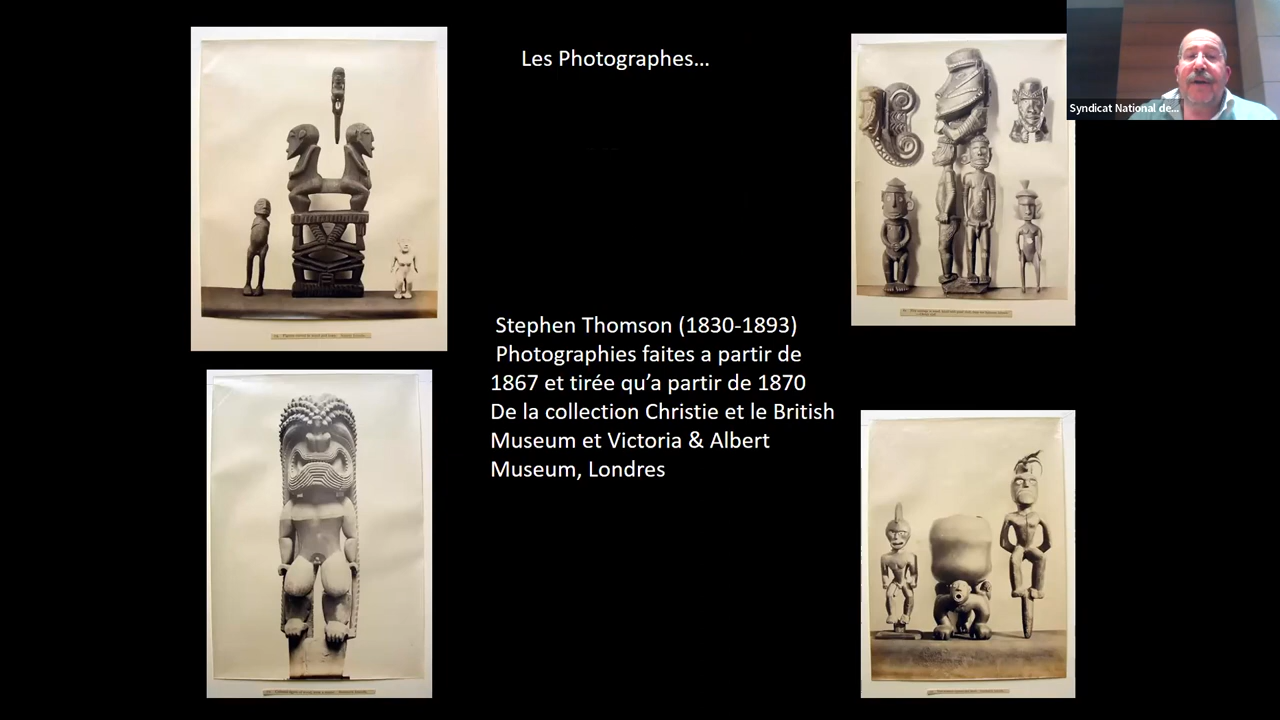 Les Photographes...
Syndicat National de...
Stephen Thomson (1830-1893)
Photographies faites a partir de
1867 et tirée qu'a partir de 1870
De la collection Christie et le British
Museum et Victoria & Albert
Museum, Londres